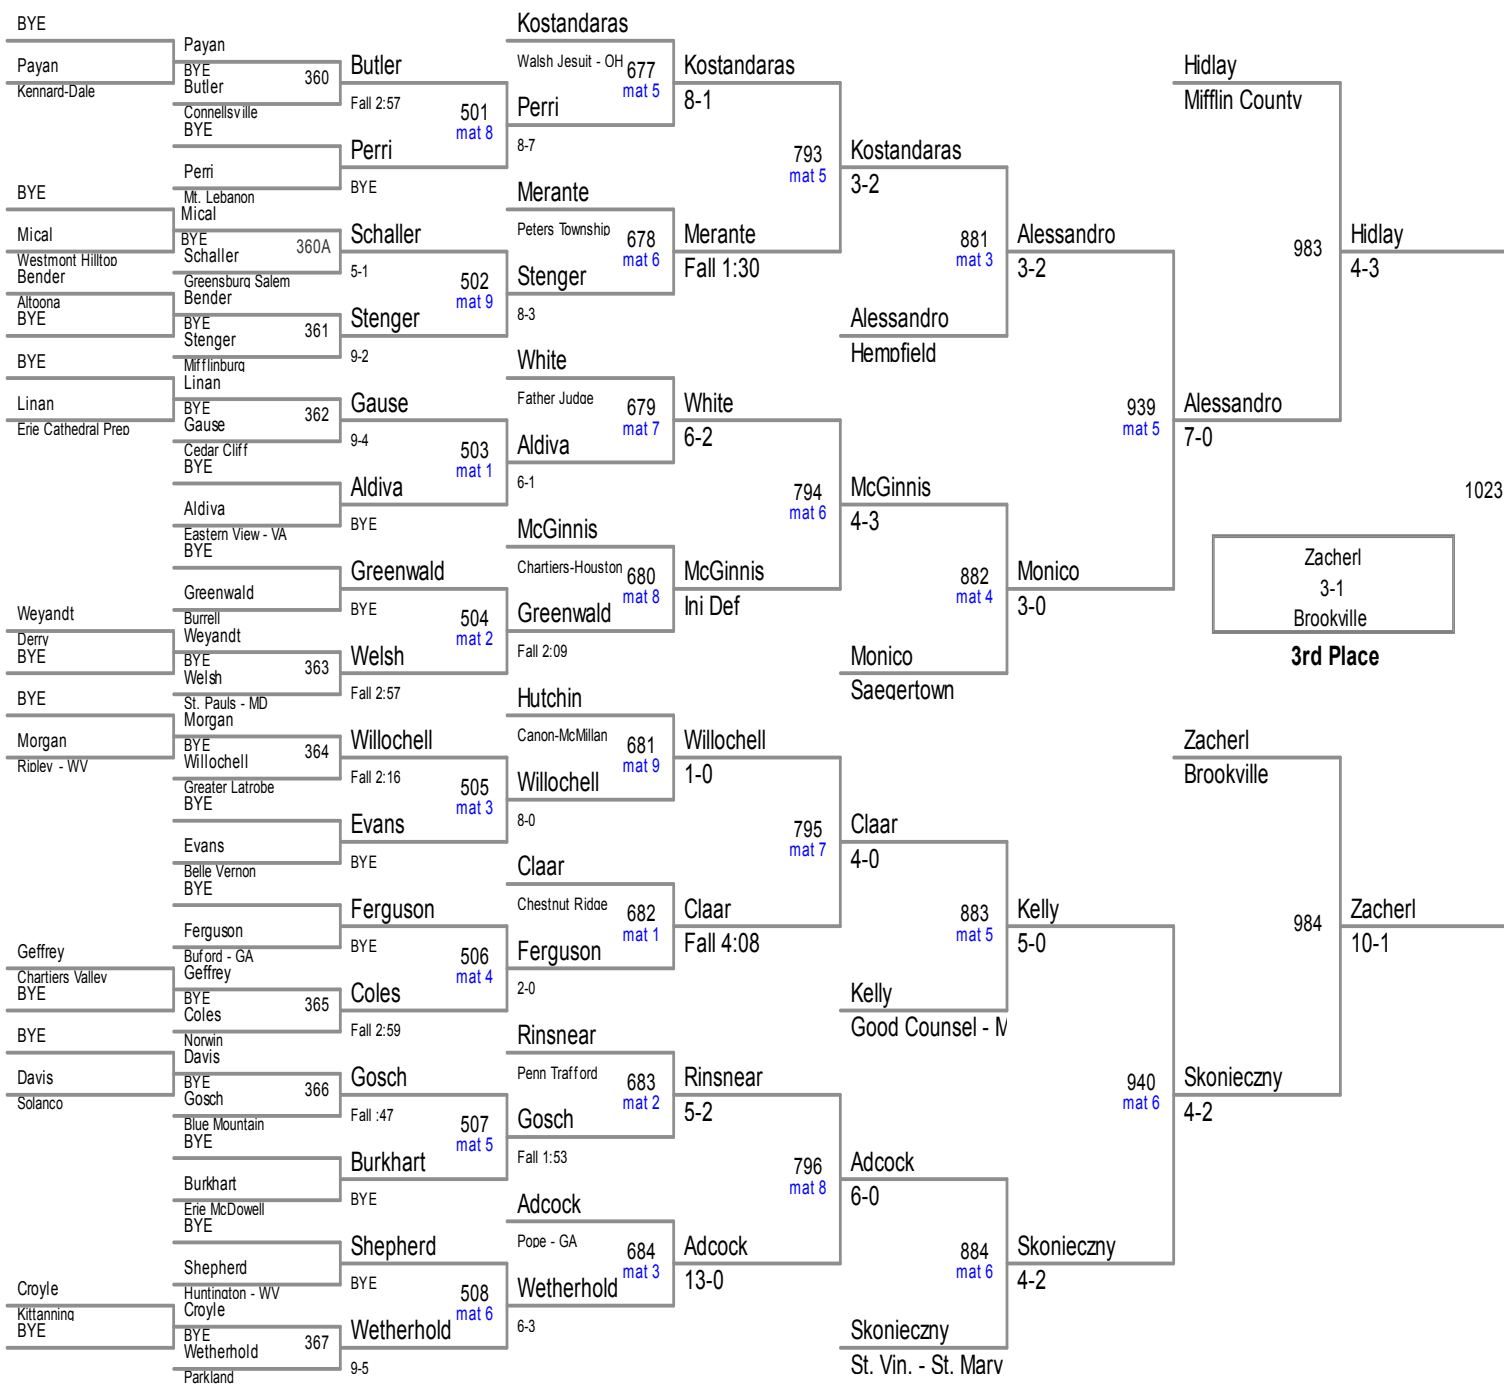 BYE
Payan
Kennard-Dale
BYE
Mical
Westmont Hilltop
Bender
Altoona
BYE
BYE
Linan
Erie Cathedral Prep
Weyandt
Derry
BYE
BYE
Morgan
Ripley - WV
Geffrey
Chartiers Valley
BYE
BYE
Davis
Solanco
Croyle
Kittanning
BYE
Payan
BYE
360
Butler
Connellsville
BYE
Perri
Mt. Lebanon
Mical
BYE
360A
Schaller
Greensburg Salem
Bender
BYE
361
Stenger
Mifflinburg
Linan
BYE
362
Gause
Cedar Cliff
BYE
Aldiva
Eastern View - VA
BYE
Greenwald
Burrell
Weyandt
BYE
363
Welsh
St. Pauls - MD
Morgan
BYE
364
Willochell
Greater Latrobe
BYE
Evans
Belle Vernon
BYE
Ferguson
Buford - GA
Geffrey
BYE
365
Coles
Norwin
Davis
BYE
366
Gosch
Blue Mountain
BYE
Burkhart
Erie McDowell
BYE
Shepherd
Huntington - WV
Croyle
BYE
367
Wetherhold
Parkland
Butler
Fall 2:57
501
mat 8
Perri
BYE
Schaller
5-1
502
mat 9
Stenger
9-2
Gause
9-4
503
mat 1
Aldiva
BYE
Greenwald
BYE
504
mat 2
Welsh
Fall 2:57
Willochell
Fall 2:16
505
mat 3
Evans
BYE
Ferguson
BYE
506
mat 4
Coles
Fall 2:59
Gosch
Fall :47
507
mat 5
Burkhart
BYE
Shepherd
BYE
508
mat 6
Wetherhold
9-5
Kostandaras
Walsh Jesuit - OH
677
mat 5
Perri
8-7
Merante
Peters Township
678
mat 6
Stenger
8-3
White
Father Judge
679
mat 7
Aldiva
6-1
McGinnis
Chartiers-Houston
680
mat 8
Greenwald
Fall 2:09
Hutchin
Canon-McMillan
681
mat 9
Willochell
8-0
Claar
Chestnut Ridge
682
mat 1
Ferguson
2-0
Rinsnear
Penn Trafford
683
mat 2
Gosch
Fall 1:53
Adcock
Pope - GA
684
mat 3
Wetherhold
6-3
Kostandaras
8-1
793
mat 5
Merante
Fall 1:30
White
6-2
794
mat 6
McGinnis
Ini Def
Willochell
1-0
795
mat 7
Claar
Fall 4:08
Rinsnear
5-2
796
mat 8
Adcock
13-0
Kostandaras
3-2
881
mat 3
Alessandro
Hempfield
McGinnis
4-3
882
mat 4
Monico
Saegertown
Claar
4-0
883
mat 5
Kelly
Good Counsel - M
Adcock
6-0
884
mat 6
Skonieczny
St. Vin. - St. Mary
Alessandro
3-2
939
mat 5
Monico
3-0
Kelly
5-0
940
mat 6
Skonieczny
4-2
Hidlay
Mifflin County
983
Alessandro
7-0
Zacherl
3-1
Brookville
3rd Place
Zacherl
Brookville
984
Skonieczny
4-2
Hidlay
4-3
1023
Zacherl
10-1